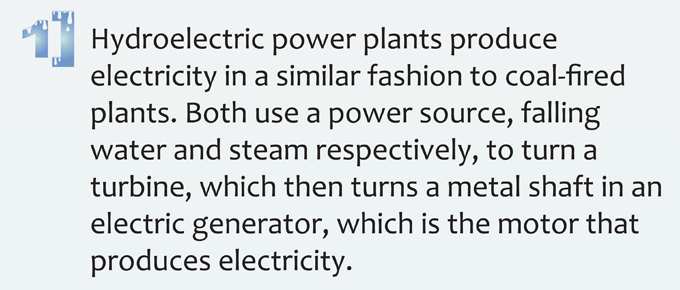 1] Hydroelectric power plants produce
electricity in a similar fashion to coal-fired
plants. Both use a power source, falling
water and steam respectively, to turn a
turbine, which then turns a metal shaft in an
electric generator, which is the motor that
produces electricity.